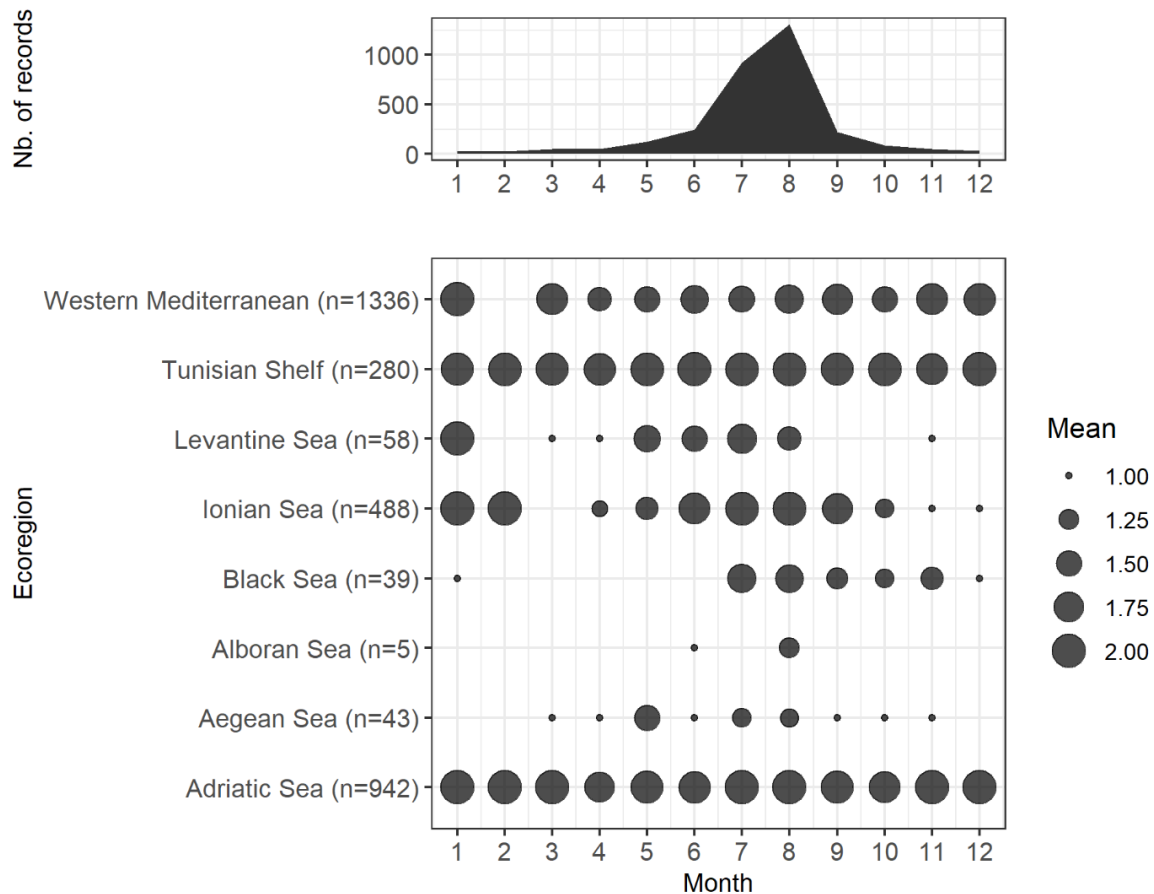 Nb. of records
1000
500
0
1 2 3 4 5 6 7 8 9 10 11 12
Ecoregion
Western Mediterranean (n=1336)
Tunisian Shelf (n=280)
Levantine Sea (n=58)
Ionian Sea (n=488)
Black Sea (n=39)
Alboran Sea (n=5)
Aegean Sea (n=43)
Adriatic Sea (n=942)
1 2 3 4 5 6 7 8 9 10 11 12
Month
Mean
1.00
1.25
1.50
1.75
2.00